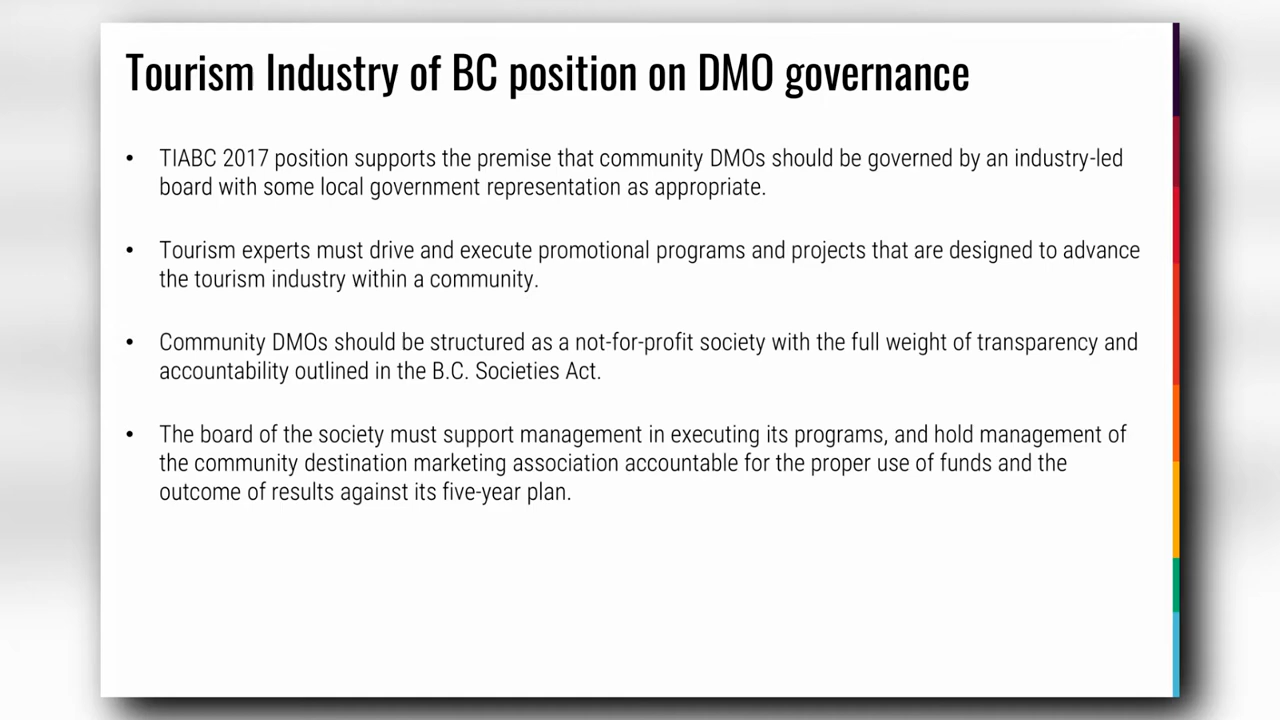 Tourism Industry of BC position on DMO governance
• TIABC 2017 position supports the premise that community DMOs should be governed by an industry-led
board with some local government representation as appropriate.
• Tourism experts must drive and execute promotional programs and projects that are designed to advance
the tourism industry within a community.
• Community DMOs should be structured as a not-for-profit society with the full weight of transparency and
accountability outlined in the B.C. Societies Act.
• The board of the society must support management in executing its programs, and hold management of
the community destination marketing association accountable for the proper use of funds and the
outcome of results against its five-year plan.